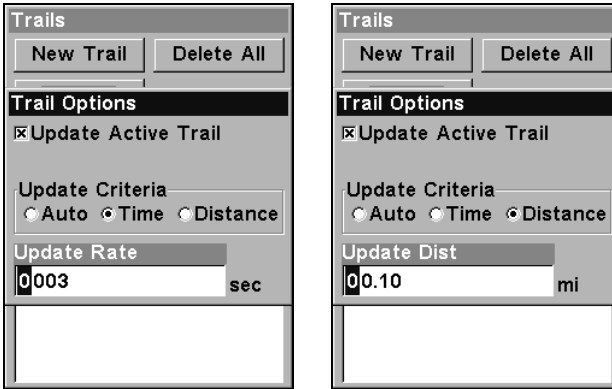 Trails
New Trail Delete All
Trail Options
Update Active Trail
Update Criteria
Auto Time Distance
Update Rate
0003 sec
Trails
New Trail Delete All
Trail Options
Update Active Trail
Update Criteria
Auto Time Distance
Update Dist
00.10 mi